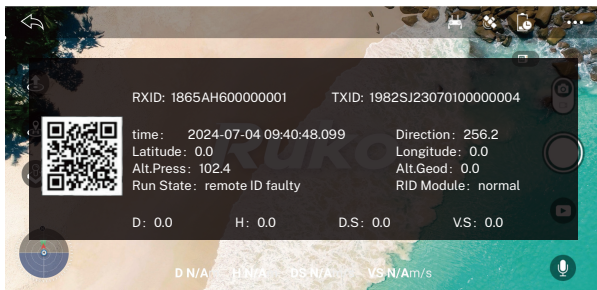 RXID: 1865AH600000001 TXID: 1982SJ23070100000004
time: 2024-07-04 09:40:48.099 Direction: 256.2
Latitude: 0.0 Longitude: 0.0
Alt.Press: 102.4 Alt.Geod: 0.0
Run State: remote ID faulty RID Module: normal
Ruko
D: 0.0 H: 0.0 D.S: 0.0 V.S: 0.0
D N/A H N/A DS N/A VS N/Am/s